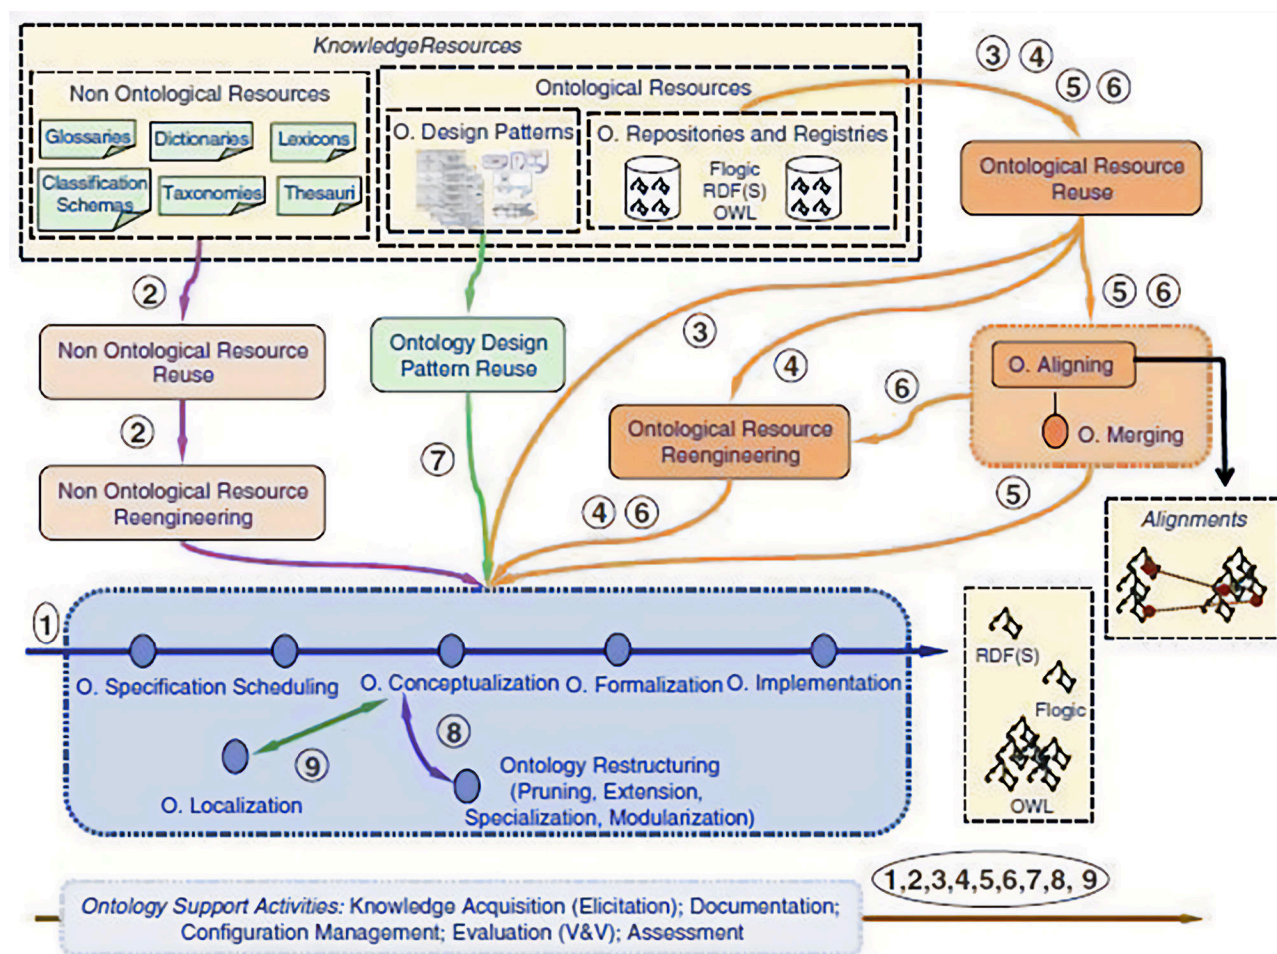 KnowledgeResources
Non Ontological Resources
Glossaries
Dictionaries
Lexicons
Classification
Schemas
Taxonomies
Thesauri
Ontological Resources
O. Design Patterns
O. Repositories and Registries
Flogic
RDF(S)
OWL
3 4
5 6
Ontological Resource
Reuse
2
Non Ontological Resource
Reuse
2
Non Ontological Resource
Reengineering
Ontology Design
Pattern Reuse
7
3
4
Ontological Resource
Reengineering
4 6
5 6
O. Aligning
O. Merging
6
5
Alignments
1
O. Specification
Scheduling
O. Conceptualization
O. Formalization
O. Implementation
9
8
O. Localization
Ontology Restructuring
(Pruning, Extension,
Specialization, Modularization)
RDF(S)
Flogic
OWL
1,2,3,4,5,6,7,8, 9
Ontology Support Activities: Knowledge Acquisition (Elicitation); Documentation;
Configuration Management; Evaluation (V&V); Assessment